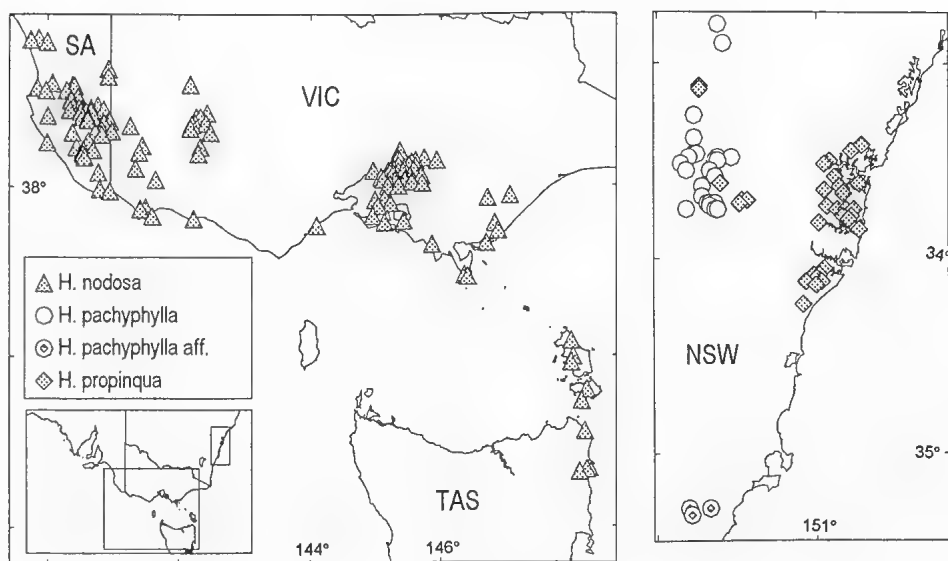 SA
VIC
38°
H. nodosa
H. pachyphylla
H. pachyphylla aff.
H. propinqua
TAS
144°
146°
34°
NSW
35°
151°